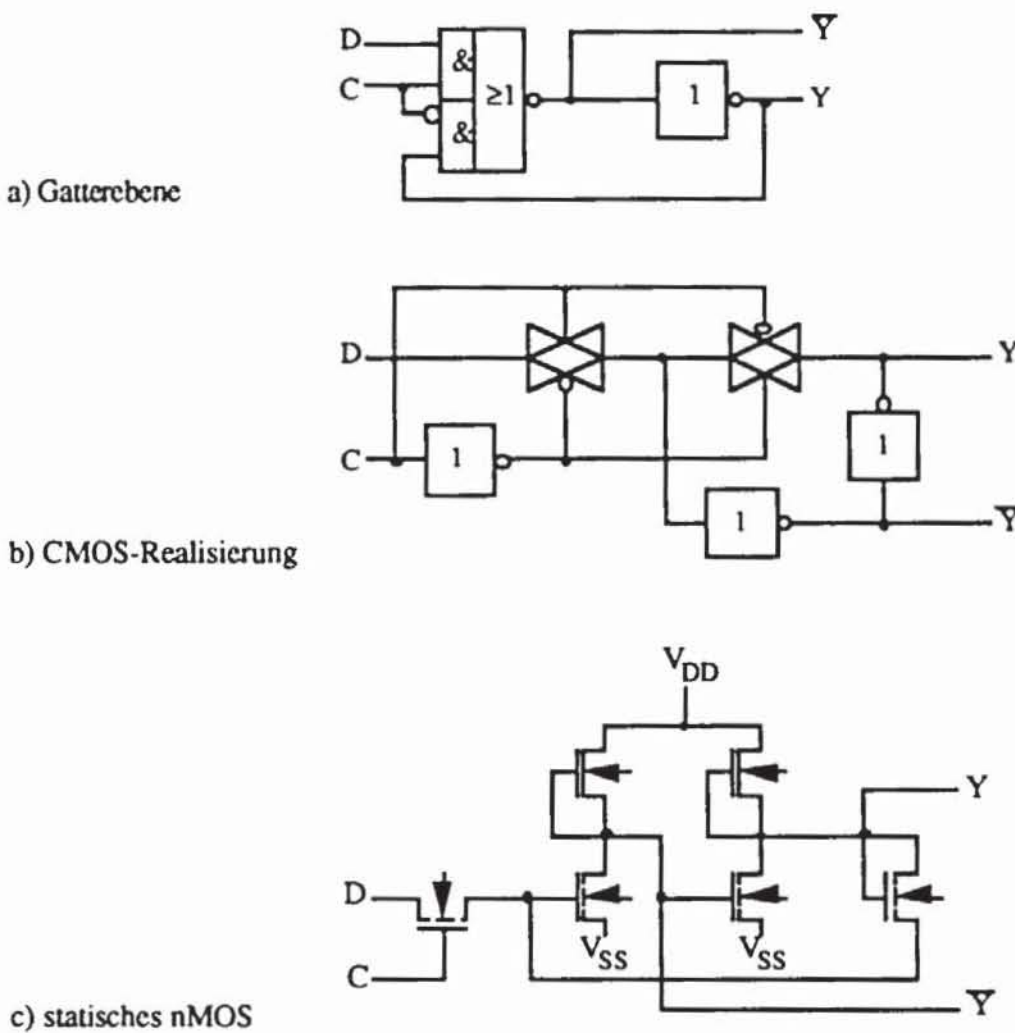 D & Y̅
C ≥1 1 Y
&
a) Gatterebene
D Y
C 1 1
1 Y̅
b) CMOS-Realisierung
V_DD
Y
D V_SS V_SS
C
Y̅
c) statisches nMOS